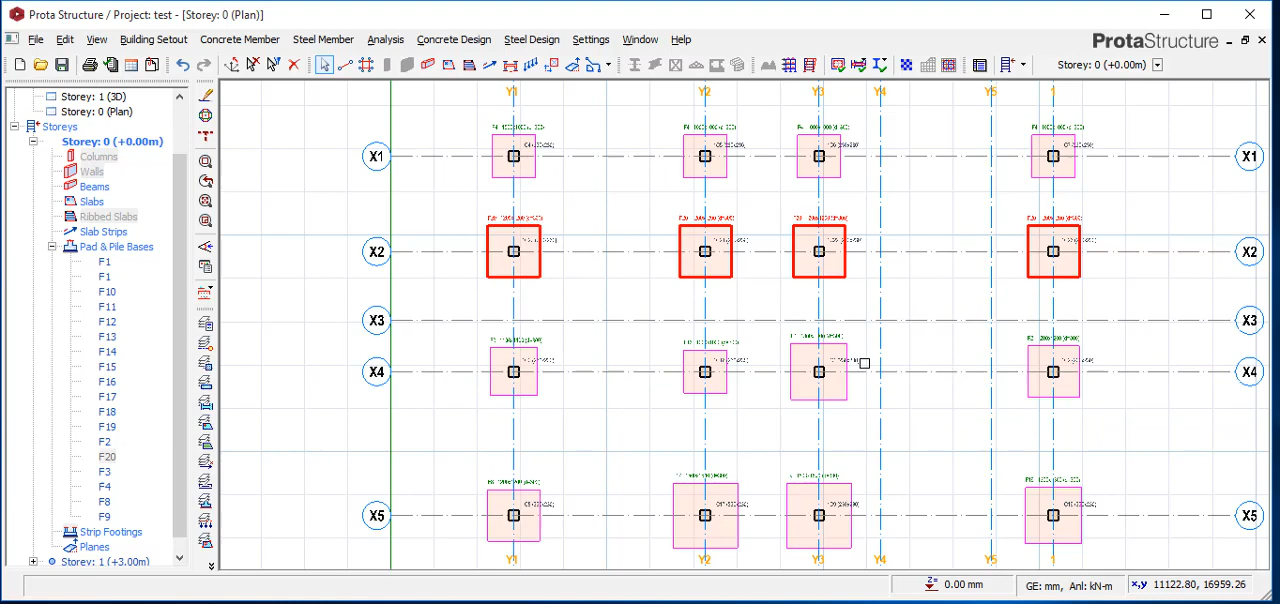 Prota Structure / Project: test - [Storey: 0 (Plan)]
File Edit View Building Setout Concrete Member Steel Member Analysis Concrete Design Steel Design Settings Window Help
ProtaStructure
Storey: 0 (+0.00m)
Storey: 1 (3D)
Storey: 0 (Plan)
Storeys
Storey: 0 (+0.00m)
Columns
Walls
Beams
Slabs
Ribbed Slabs
Slab Strips
Pad & Pile Bases
F1
F1
F10
F11
F12
F13
F14
F15
F16
F17
F18
F19
F2
F20
F3
F4
F8
F9
Strip Footings
Planes
Storey: 1 (+3.00m)
Y1 Y2 Y3 Y4 Y5 1
X1 X1
X2 X2
X3 X3
X4 X4
X5 X5
Y1 Y2 Y3 Y4 Y5 1
Z= 0.00 mm
GE: mm, Anl: kN-m
x,y 11122.80, 16959.26